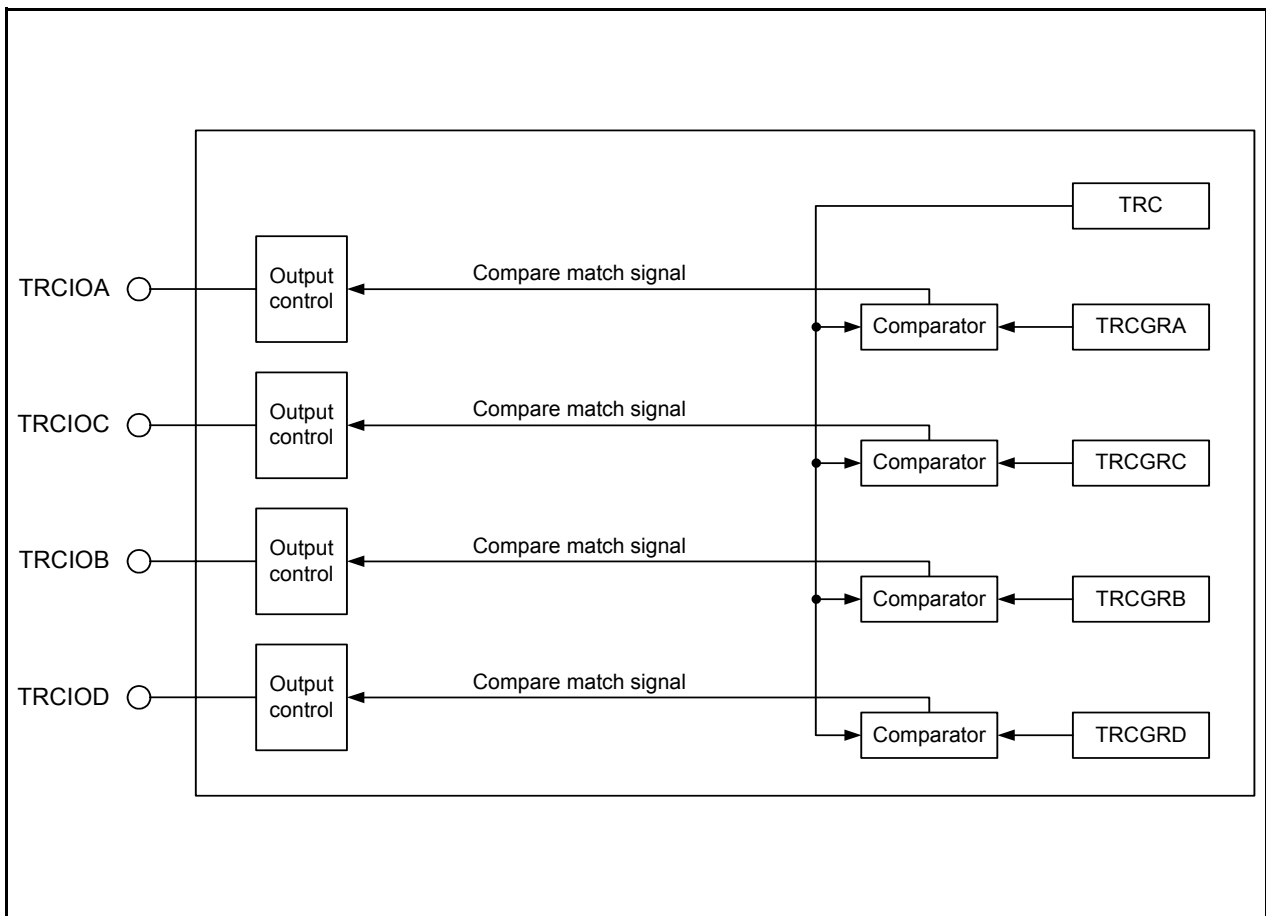 TRC
TRCIOA
Output
control
Compare match signal
Comparator
TRCGRA
TRCIOC
Output
control
Compare match signal
Comparator
TRCGRC
TRCIOB
Output
control
Compare match signal
Comparator
TRCGRB
TRCIOD
Output
control
Compare match signal
Comparator
TRCGRD